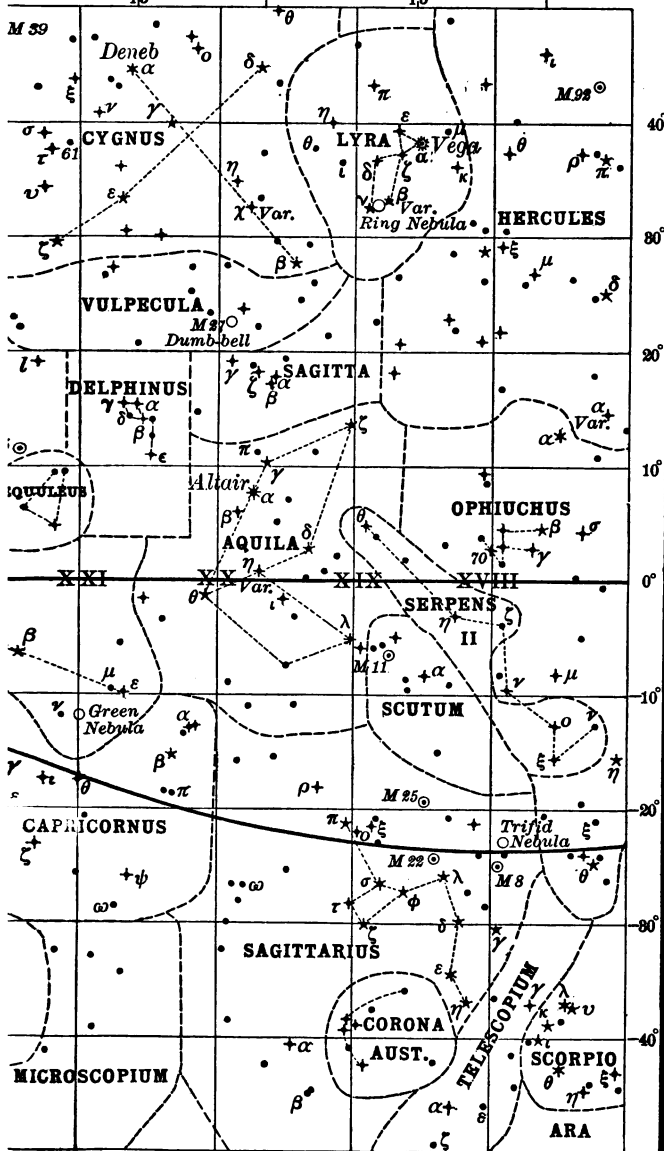 M 39
θ
ο
Deneb
α
δ
ι
M 92
ξ
ν
γ
π
σ
CYGNUS
η
LYRA
ε
μ
Vega
α
θ
40°
τ
61
θ
ι
δ
ζ
κ
ρ
π
υ
ε
η
χ Var.
ν
β
Var.
Ring Nebula
HERCULES
ζ
β
ξ
30°
μ
δ
VULPECULA
M 27
Dumb-bell
ι
γ
SAGITTA
20°
DELPHINUS
ζ
α
β
γ
α
δ
β
ε
ζ
α
Var.
α
π
γ
10°
Altair
α
β
EQUULEUS
θ
OPHIUCHUS
β
σ
AQUILA
δ
70
γ
η
Var.
XXI
XX
XIX
XVIII
0°
θ
ι
SERPENS
II
η
ζ
β
λ
M 11
μ
ε
α
ν
μ
ν
Green
Nebula
α
SCUTUM
10°
ο
ν
β
ξ
η
γ
ι
θ
π
ρ
M 25
20°
ε
CAPRICORNUS
π
ο
ξ
Trifid
Nebula
ξ
ζ
ψ
M 22
M 8
θ
ω
ω
σ
λ
τ
φ
ζ
δ
30°
SAGITTARIUS
γ
ε
η
TELESCOPIUM
γ
λ
υ
κ
CORONA
AUST.
ι
40°
α
SCORPIO
MICROSCOPIUM
θ
ξ
β
η
α
δ
ARA
ζ